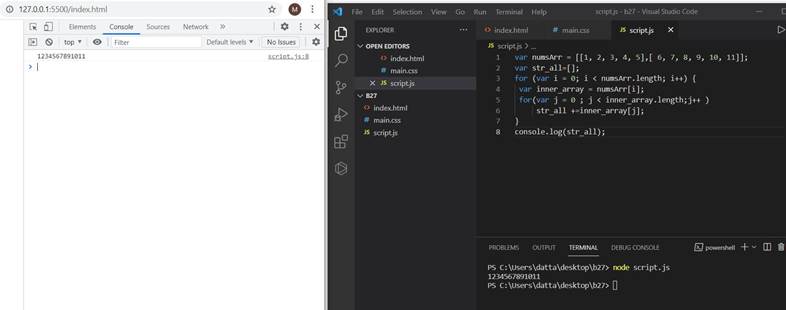 127.0.0.1:5500/index.html
M
Elements Console Sources Network »
top Filter Default levels No Issues
1234567891011 script.js:8
>
File Edit Selection View Go Run Terminal Help script.js - b27 - Visual Studio Code
EXPLORER ...
OPEN EDITORS
<> index.html
# main.css
× JS script.js
B27
<> index.html
# main.css
JS script.js
<> index.html # main.css JS script.js ×
JS script.js > ...
1 var numsArr = [[1, 2, 3, 4, 5],[ 6, 7, 8, 9, 10, 11]];
2 var str_all=[];
3 for (var i = 0; i < numsArr.length; i++) {
4 var inner_array = numsArr[i];
5 for(var j = 0 ; j < inner_array.length;j++ )
6 str_all +=inner_array[j];
7 }
8 console.log(str_all);
PROBLEMS OUTPUT TERMINAL DEBUG CONSOLE powershell
PS C:\Users\datta\desktop\b27> node script.js
1234567891011
PS C:\Users\datta\desktop\b27>